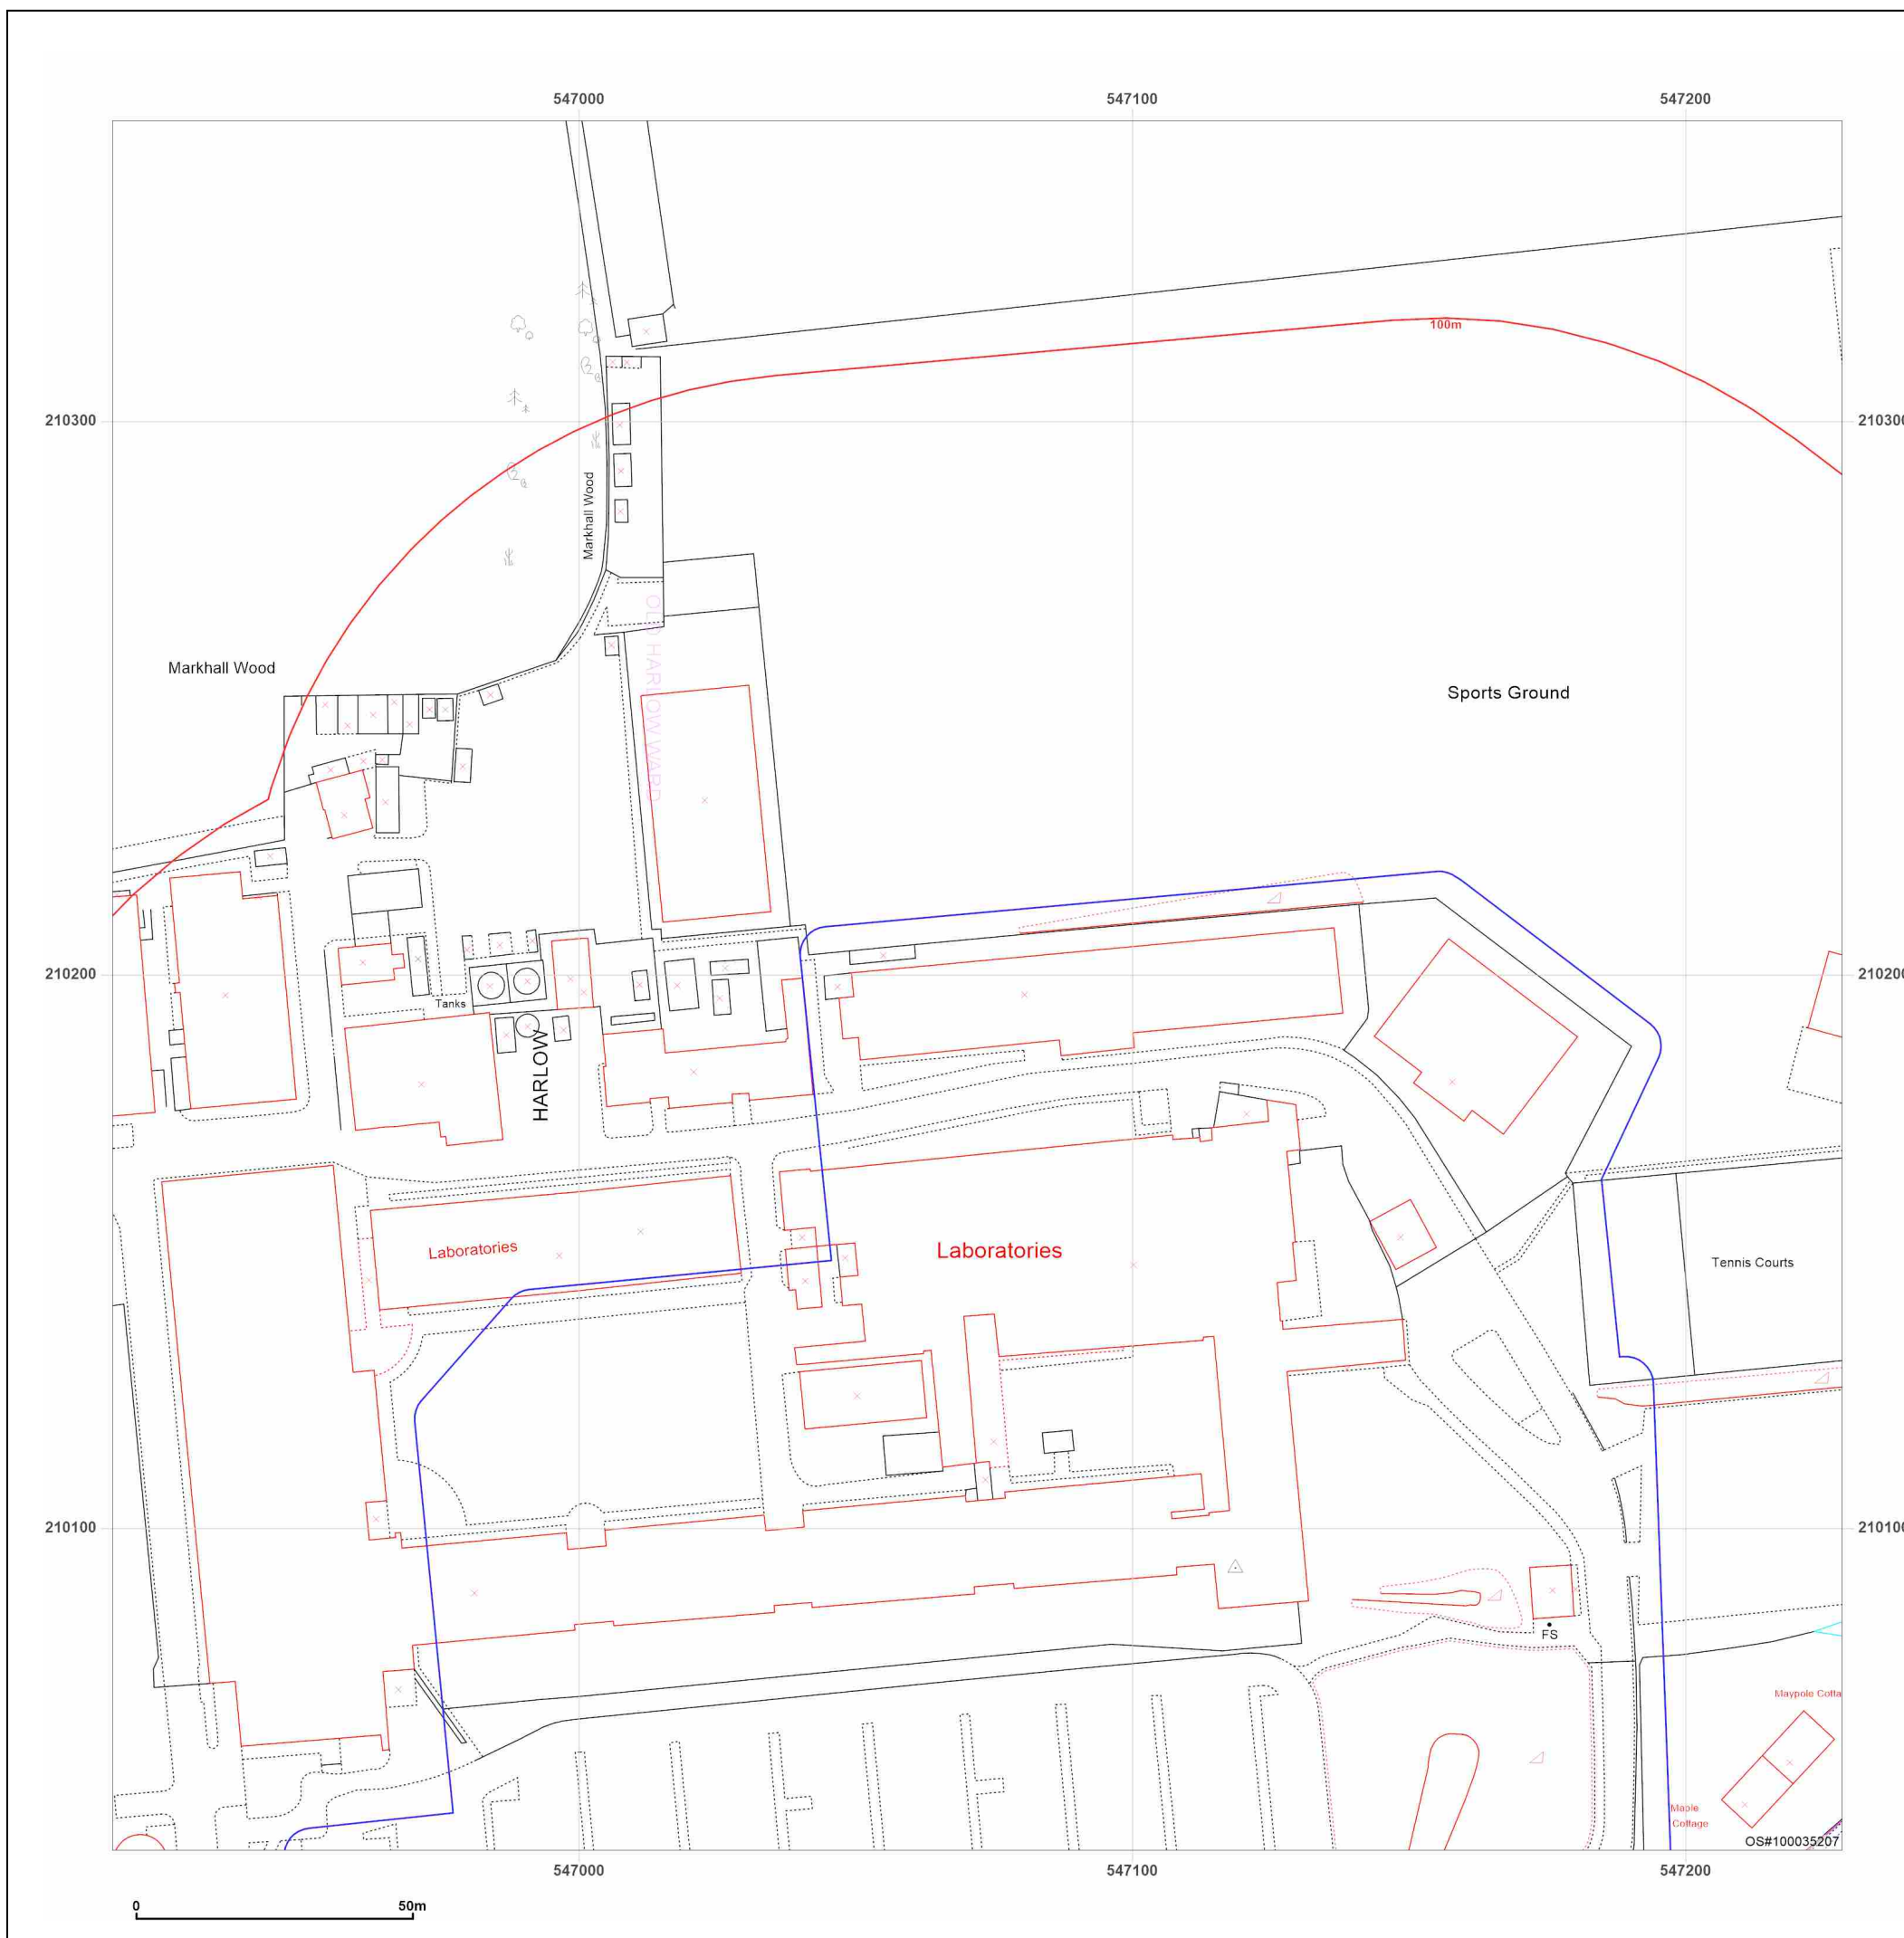 547000
547100
547200
100m
210300
210300
Markhall Wood
OLD HARLOW WARD
Markhall Wood
Sports Ground
210200
210200
Tanks
HARLOW
Laboratories
Laboratories
Tennis Courts
210100
210100
FS
Maypole Cotta
Maple
Cottage
OS#100035207
547000
547100
547200
0
50m